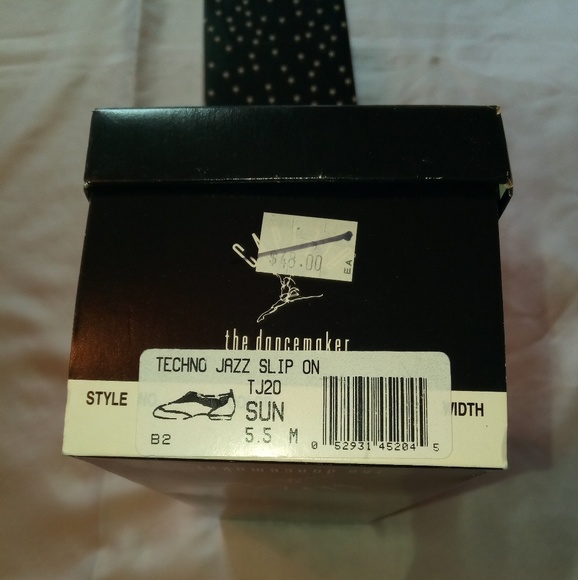 $48.00
EA
the dancemaker
TECHNO JAZZ SLIP ON
TJ20
STYLE
SUN
WIDTH
B2
5.5 M
0 52931 45204 5